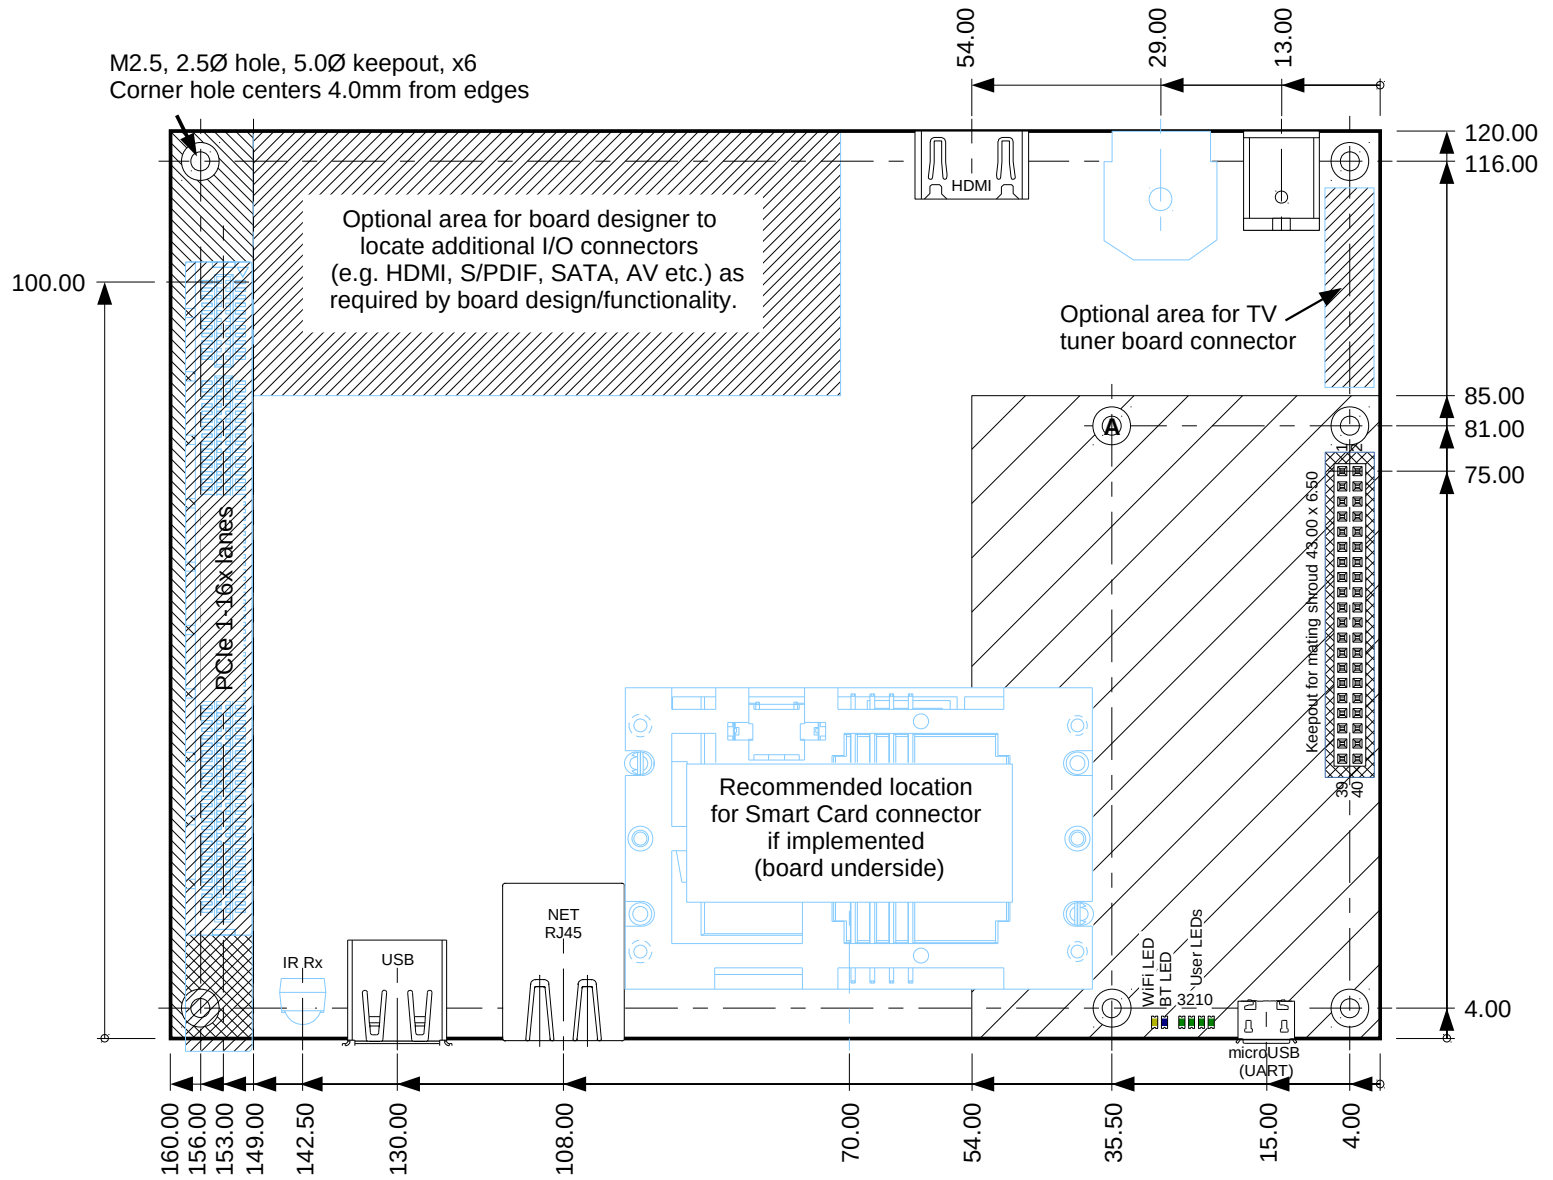 54.00
29.00
13.00
M2.5, 2.5Ø hole, 5.0Ø keepout, x6
Corner hole centers 4.0mm from edges
120.00
116.00
HDMI
Optional area for board designer to
locate additional I/O connectors
(e.g. HDMI, S/PDIF, SATA, AV etc.) as
required by board design/functionality.
100.00
Optional area for TV
tuner board connector
85.00
81.00
75.00
A
1
2
Keepout for mating shroud 43.00 x 6.50
39
40
PCIe 1-16x lanes
Recommended location
for Smart Card connector
if implemented
(board underside)
NET
RJ45
USB
IR Rx
WiFi LED
BT LED
User LEDs
3210
4.00
microUSB
(UART)
160.00
156.00
153.00
149.00
142.50
130.00
108.00
70.00
54.00
35.50
15.00
4.00